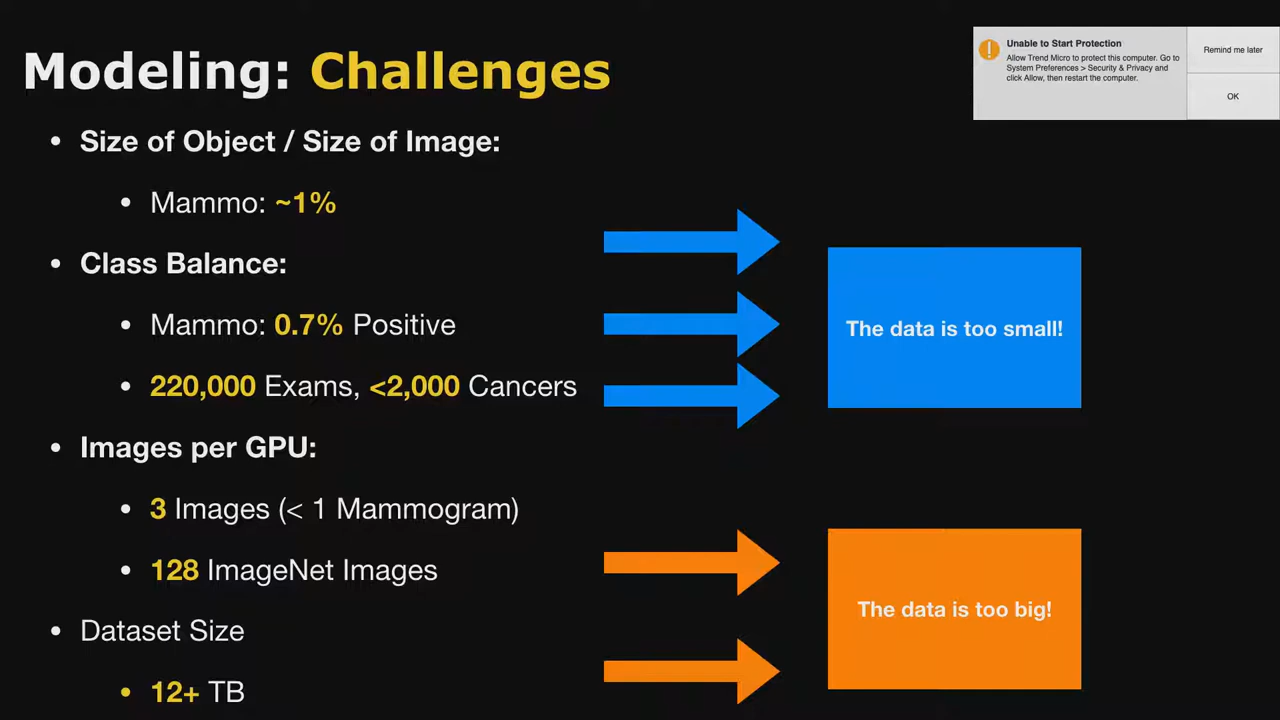 Modeling: Challenges
• Size of Object / Size of Image:
• Mammo: ~1%
• Class Balance:
• Mammo: 0.7% Positive
• 220,000 Exams, <2,000 Cancers
• Images per GPU:
• 3 Images (< 1 Mammogram)
• 128 ImageNet Images
• Dataset Size
• 12+ TB
The data is too small!
The data is too big!
Unable to Start Protection
Allow Trend Micro to protect this computer. Go to
System Preferences > Security & Privacy and
click Allow, then restart the computer.
Remind me later
OK